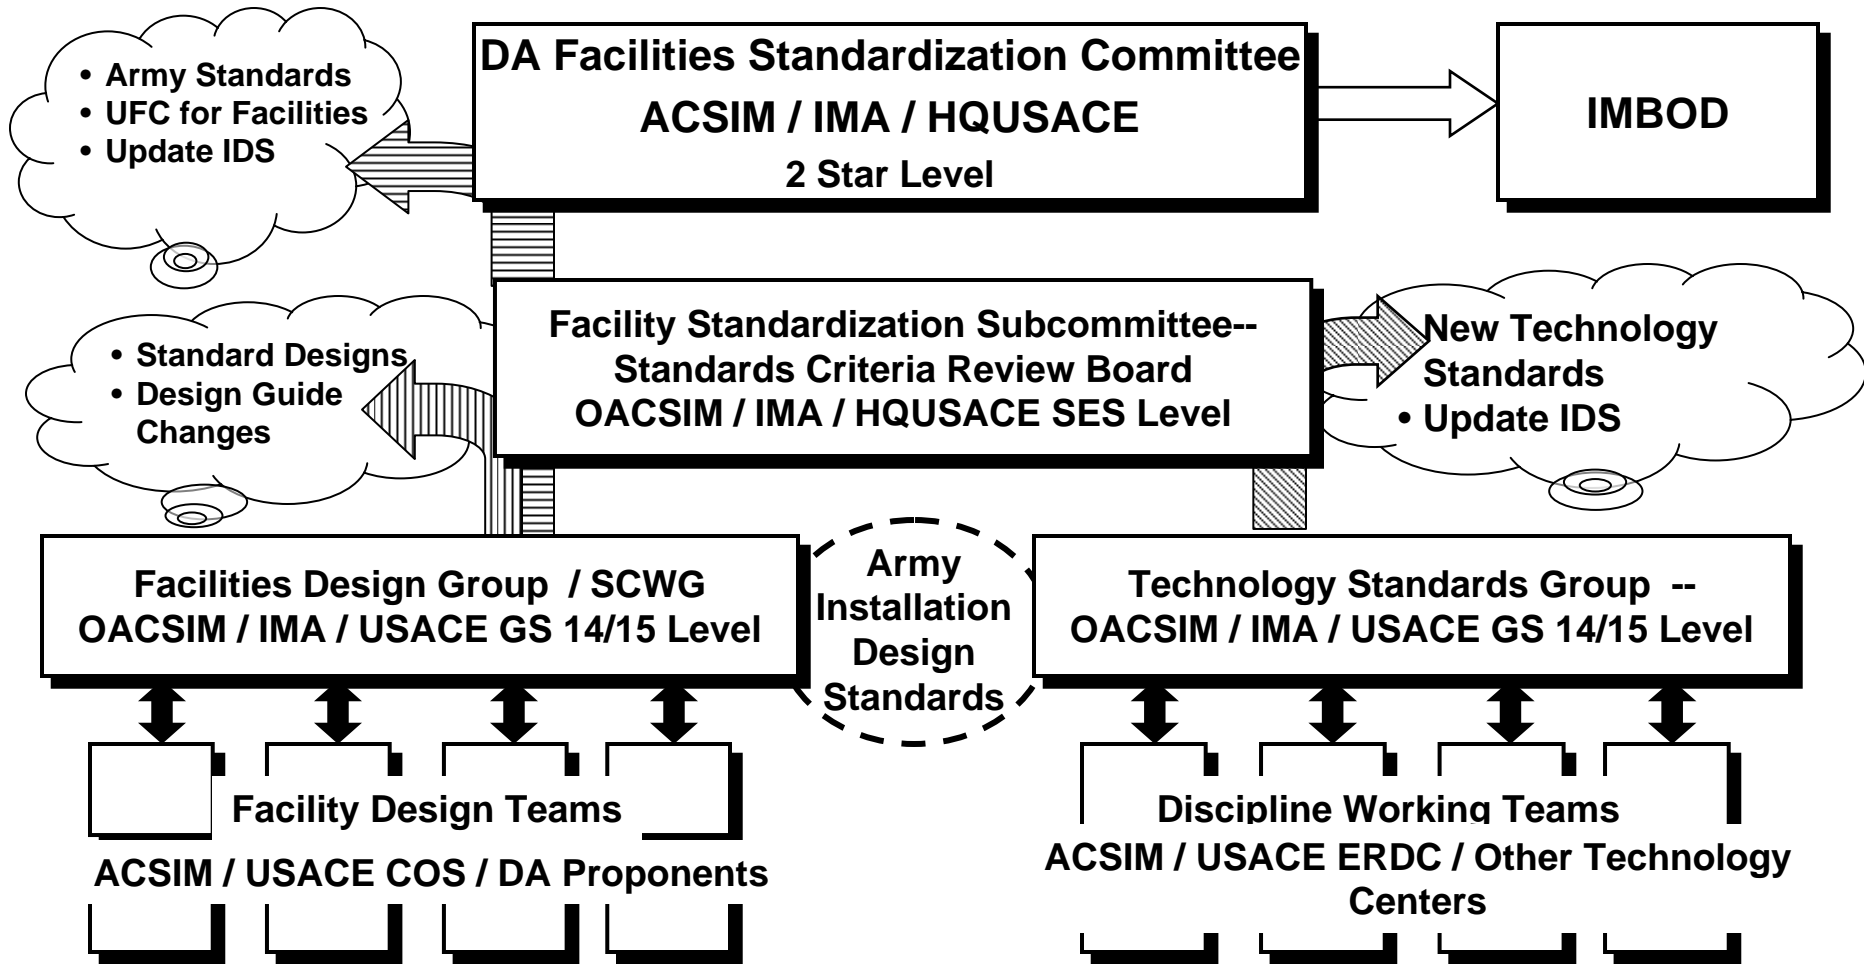 • Army Standards
• UFC for Facilities
• Update IDS
DA Facilities Standardization Committee
ACSIM / IMA / HQUSACE
2 Star Level
IMBOD
• Standard Designs
• Design Guide
Changes
Facility Standardization Subcommittee--
Standards Criteria Review Board
OACSIM / IMA / HQUSACE SES Level
New Technology
Standards
• Update IDS
Facilities Design Group / SCWG
OACSIM / IMA / USACE GS 14/15 Level
Army
Installation
Design
Standards
Technology Standards Group --
OACSIM / IMA / USACE GS 14/15 Level
Facility Design Teams
ACSIM / USACE COS / DA Proponents
Discipline Working Teams
ACSIM / USACE ERDC / Other Technology
Centers